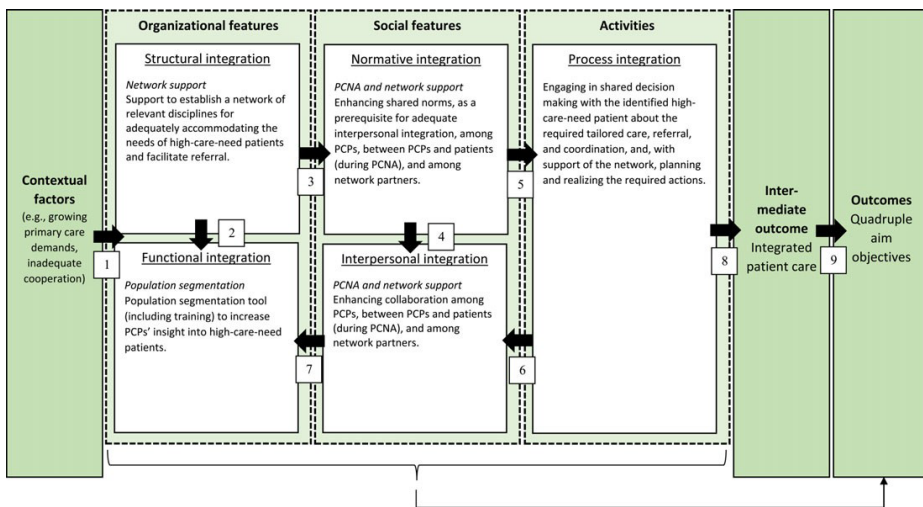 Organizational features
Social features
Activities
Structural integration
Network support
Support to establish a network of
relevant disciplines for
adequately accommodating the
needs of high-care-need patients
and facilitate referral.
Normative integration
PCNA and network support
Enhancing shared norms, as a
prerequisite for adequate
interpersonal integration, among
PCPs, between PCPs and patients
(during PCNA), and among
network partners.
Process integration
Engaging in shared decision
making with the identified high-
care-need patient about the
required tailored care, referral,
and coordination, and, with
support of the network, planning
and realizing the required actions.
3
5
Contextual
factors
(e.g., growing
primary care
demands,
inadequate
cooperation)
1
2
4
Functional integration
Population segmentation
Population segmentation tool
(including training) to increase
PCPs' insight into high-care-need
patients.
Interpersonal integration
PCNA and network support
Enhancing collaboration among
PCPs, between PCPs and patients
(during PCNA), and among
network partners.
7
6
8
Inter-
mediate
outcome
Integrated
patient care
9
Outcomes
Quadruple
aim
objectives